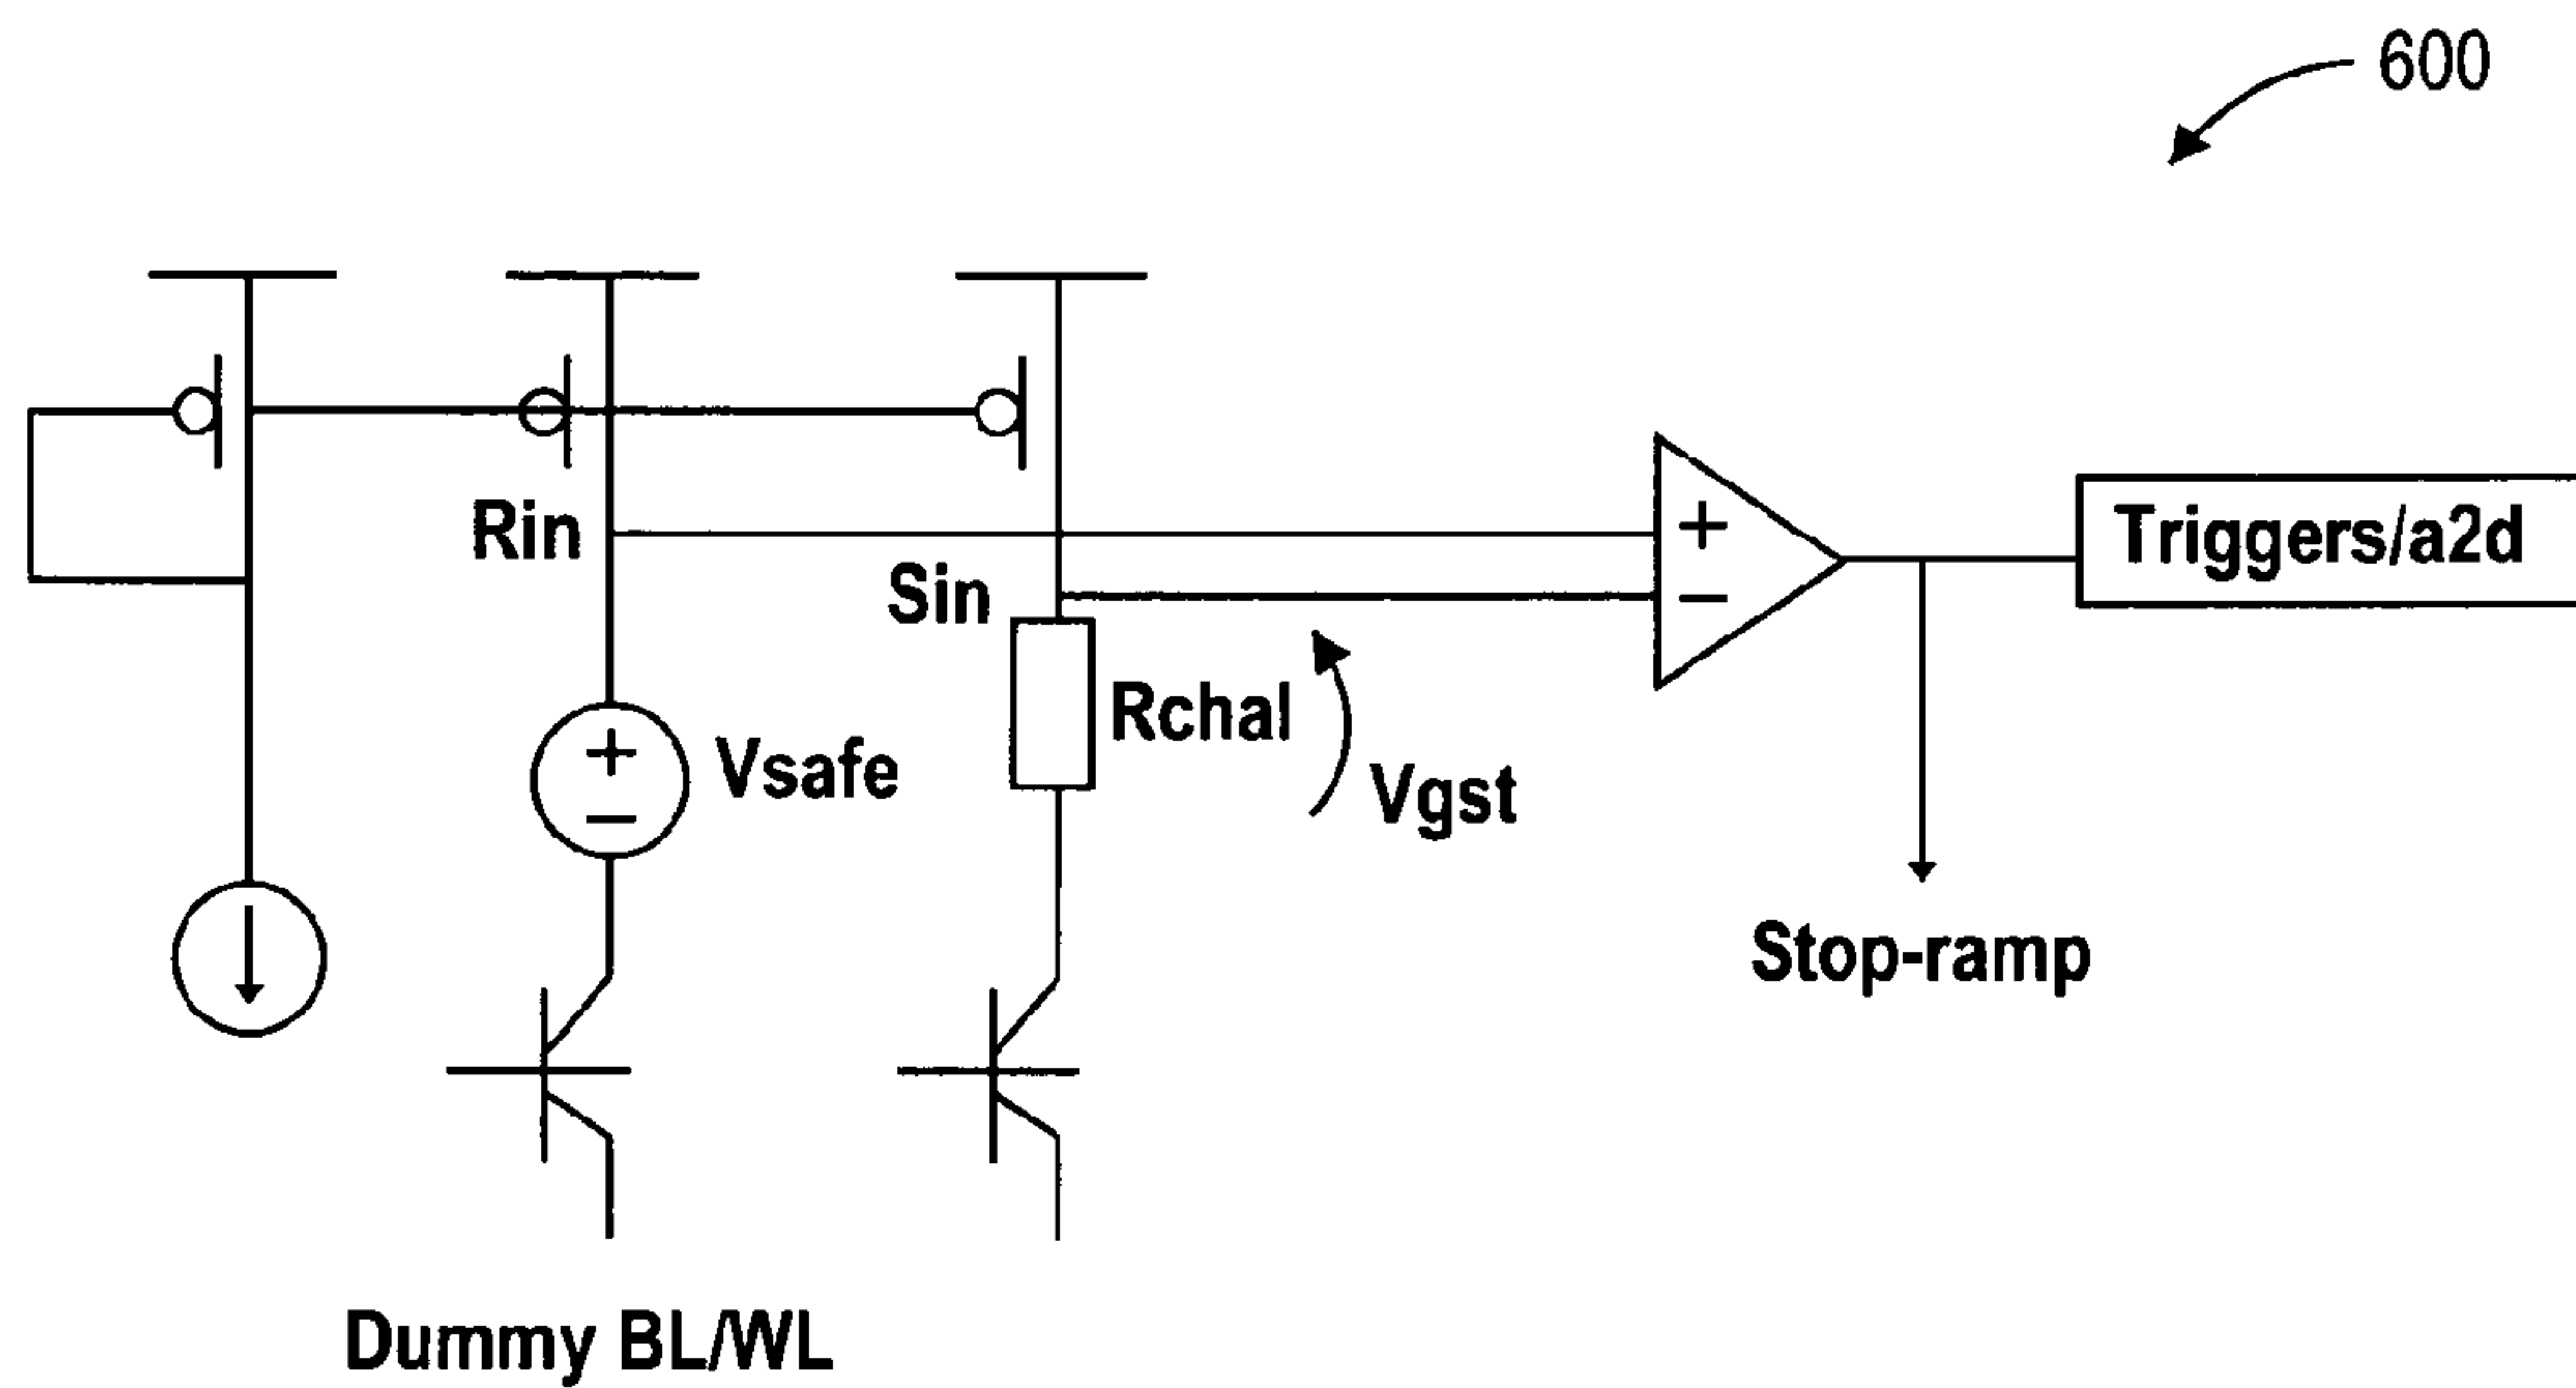 600
Rin
Sin
Triggers/a2d
Rchal
Vsafe
Vgst
Stop-ramp
Dummy BL/WL